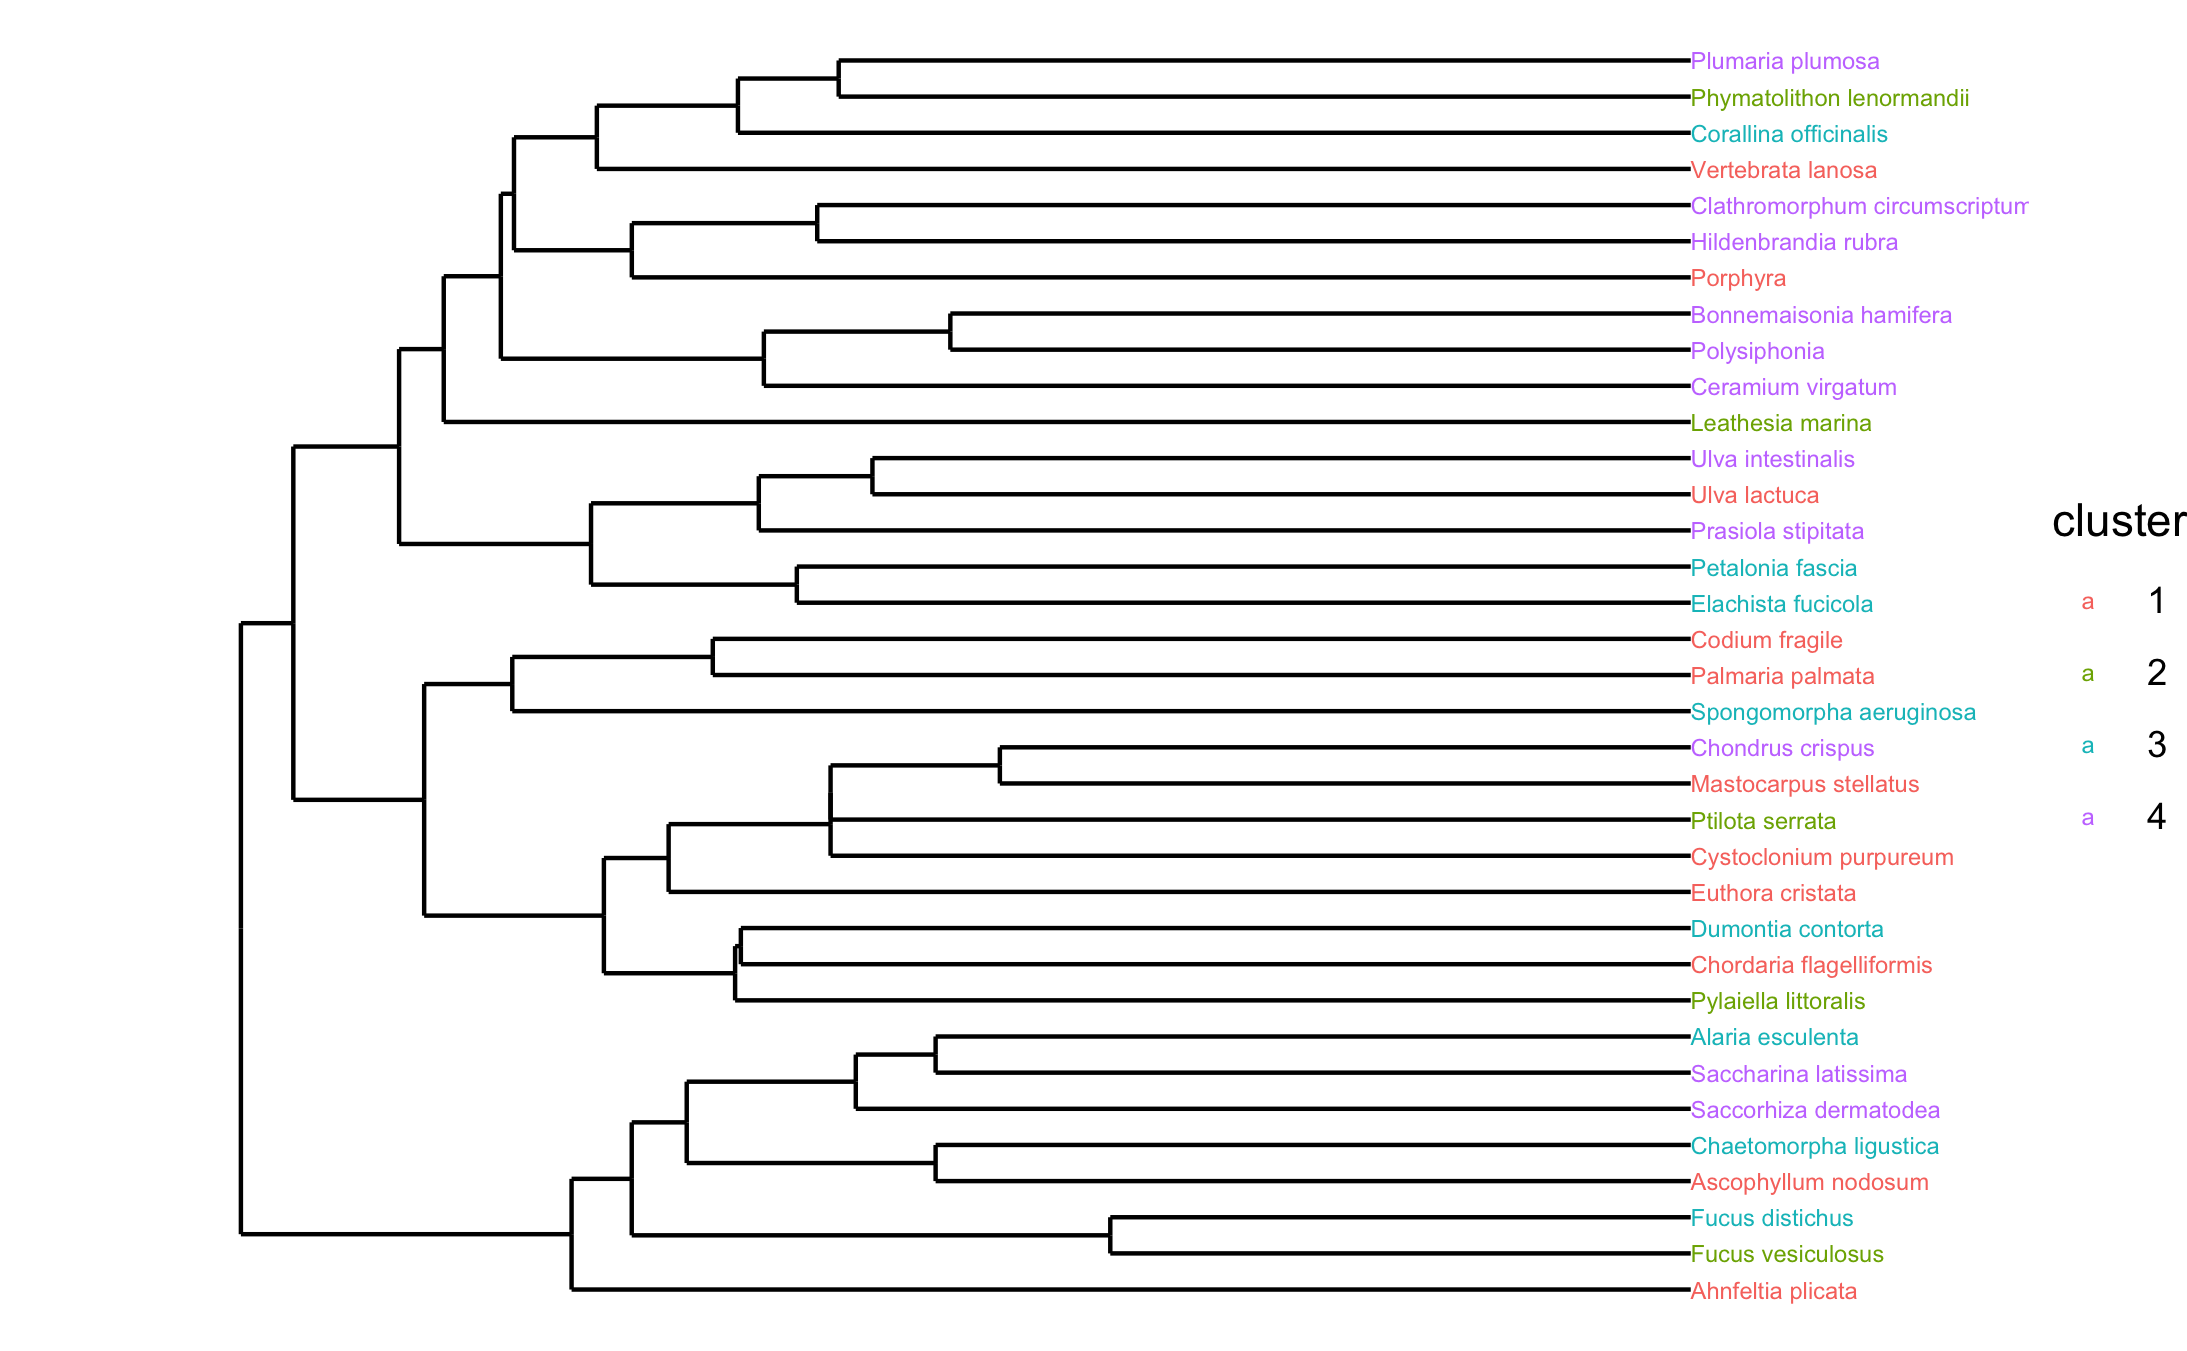 Plumaria plumosa
Phymatolithon lenormandii
Corallina officinalis
Vertebrata lanosa
Clathromorphum circumscriptum
Hildenbrandia rubra
Porphyra
Bonnemaisonia hamifera
Polysiphonia
Ceramium virgatum
Leathesia marina
Ulva intestinalis
Ulva lactuca
Prasiola stipitata
Petalonia fascia
Elachista fucicola
Codium fragile
Palmaria palmata
Spongomorpha aeruginosa
Chondrus crispus
Mastocarpus stellatus
Ptilota serrata
Cystoclonium purpureum
Euthora cristata
Dumontia contorta
Chordaria flagelliformis
Pylaiella littoralis
Alaria esculenta
Saccharina latissima
Saccorhiza dermatodea
Chaetomorpha ligustica
Ascophyllum nodosum
Fucus distichus
Fucus vesiculosus
Ahnfeltia plicata
cluster
a 1
a 2
a 3
a 4